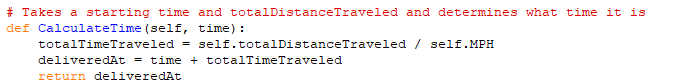 # Takes a starting time and totalDistanceTraveled and determines what time it is
def CalculateTime(self, time):
    totalTimeTraveled = self.totalDistanceTraveled / self.MPH
    deliveredAt = time + totalTimeTraveled
    return deliveredAt